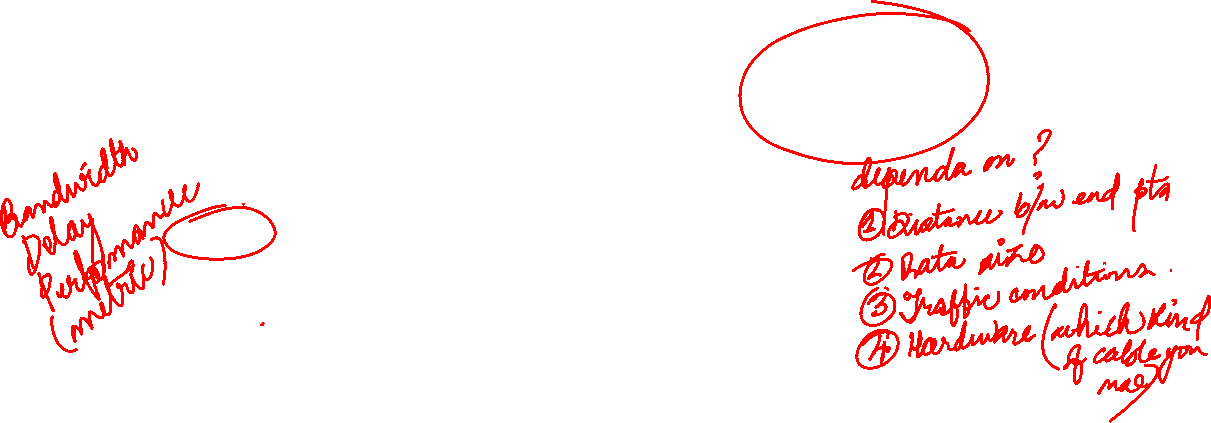 Bandwidth
Delay
Performance
(metric)
depends on?
① Distance b/w end pts
② Data size
③ Traffic conditions.
④ Hardware (which kind
of cable you
use)